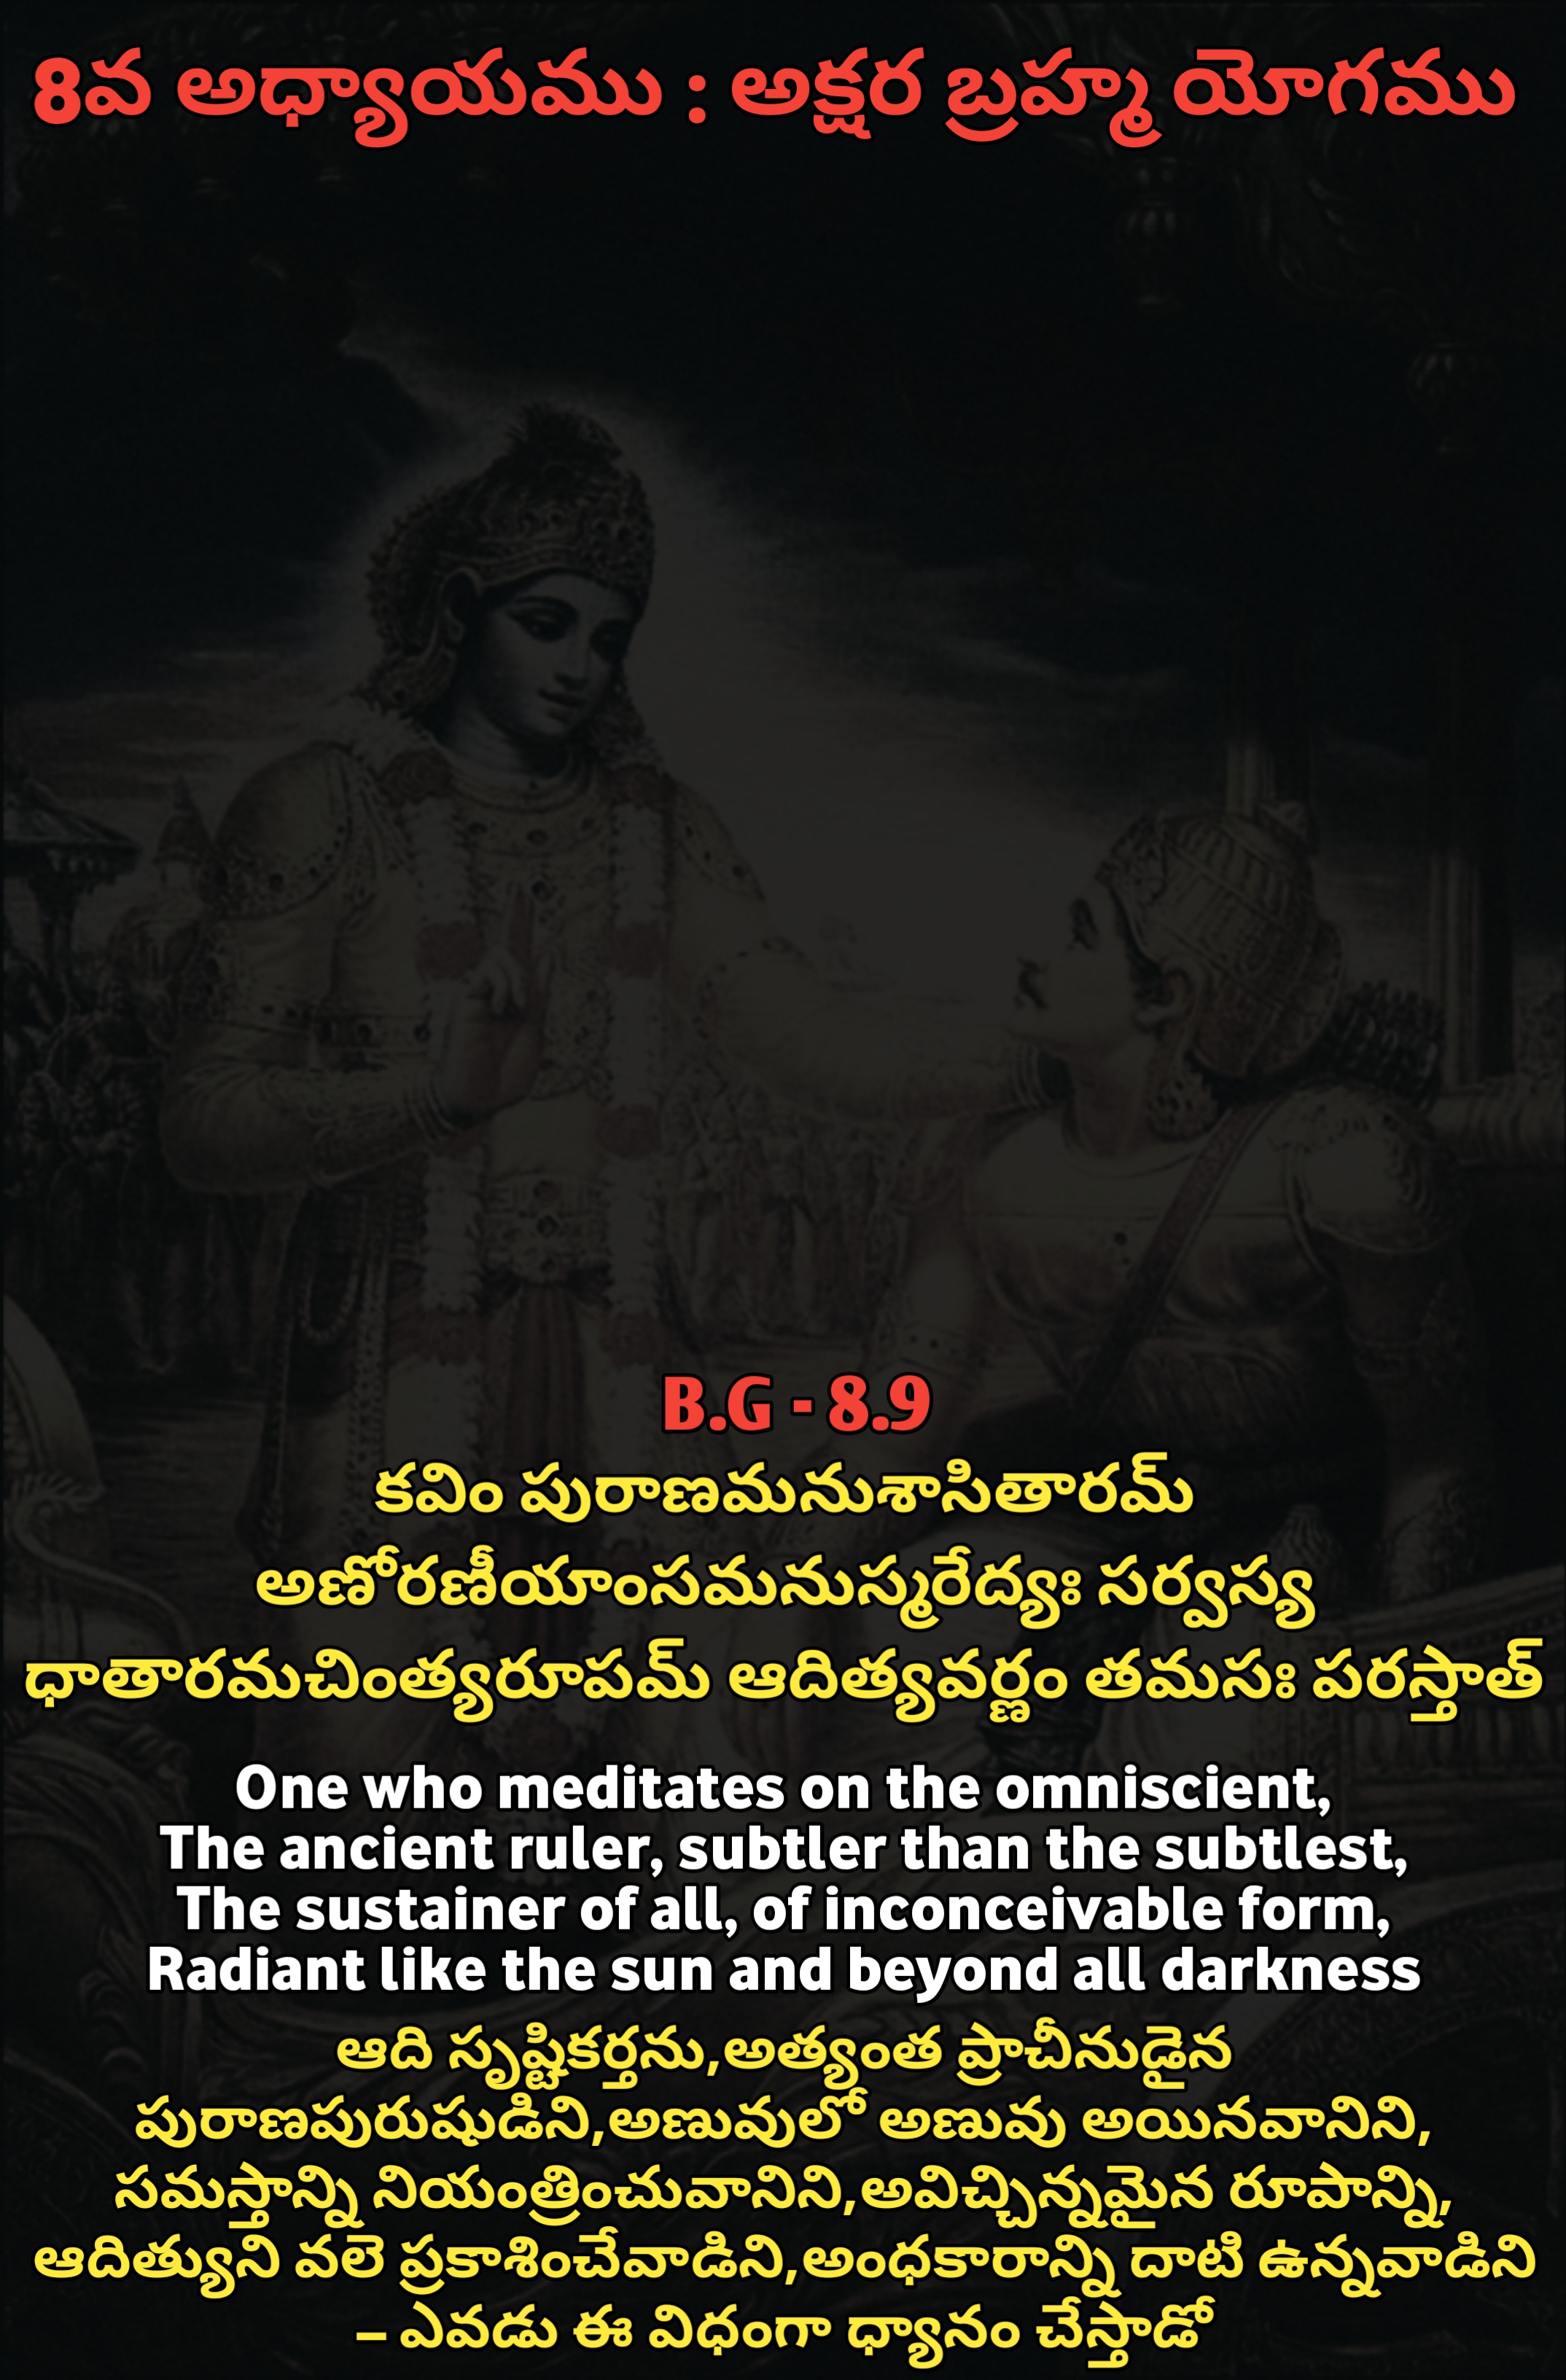 8వ అధ్యాయము : అక్షర బ్రహ్మ యోగము
B.G - 8.9
కవిం పురాణమనుశాసితారమ్
అణోరణీయాంసమనుస్మరేద్యః సర్వస్య
ధాతారమచింత్యరూపమ్ ఆదిత్యవర్ణం తమసః పరస్తాత్
One who meditates on the omniscient,
The ancient ruler, subtler than the subtlest,
The sustainer of all, of inconceivable form,
Radiant like the sun and beyond all darkness
ఆది సృష్టికర్తను,అత్యంత ప్రాచీనుడైన
పురాణపురుషుడిని,అణువులో అణువు అయినవానిని,
సమస్తాన్ని నియంత్రించువానిని,అవిచ్చిన్నమైన రూపాన్ని,
ఆదిత్యుని వలె ప్రకాశించేవాడిని,అంధకారాన్ని దాటి ఉన్నవాడిని
– ఎవడు ఈ విధంగా ధ్యానం చేస్తాడో